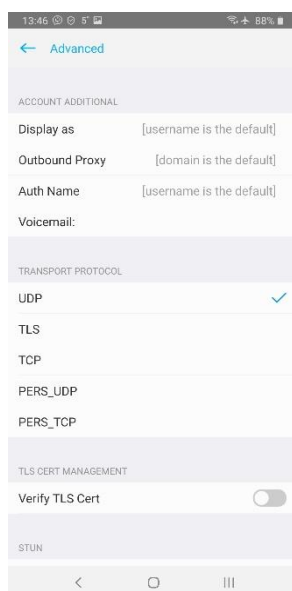 13:46 88%
Advanced
ACCOUNT ADDITIONAL
Display as [username is the default]
Outbound Proxy [domain is the default]
Auth Name [username is the default]
Voicemail:
TRANSPORT PROTOCOL
UDP
TLS
TCP
PERS_UDP
PERS_TCP
TLS CERT MANAGEMENT
Verify TLS Cert
STUN